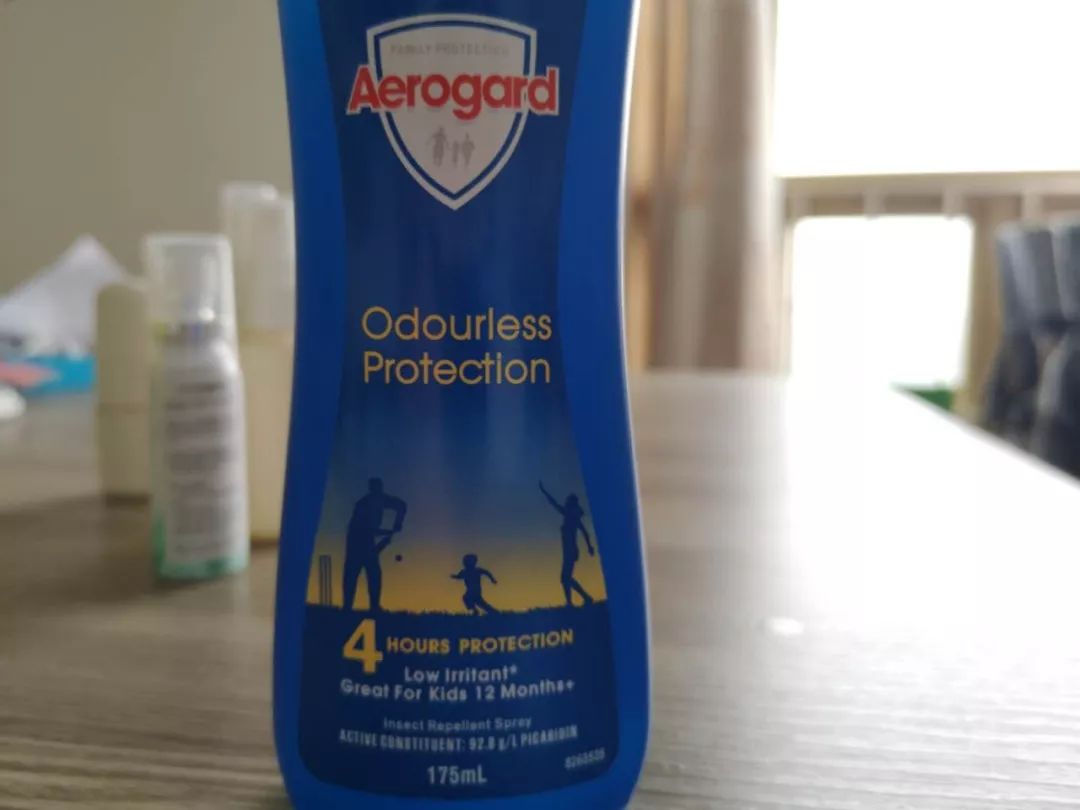 FAMILY PROTECTION
Aerogard
Odourless
Protection
4 HOURS PROTECTION
Low Irritant*
Great For Kids 12 Months+
Insect Repellent Spray
ACTIVE CONSTITUENT: 92.8 g/L PICARIDIN
175mL